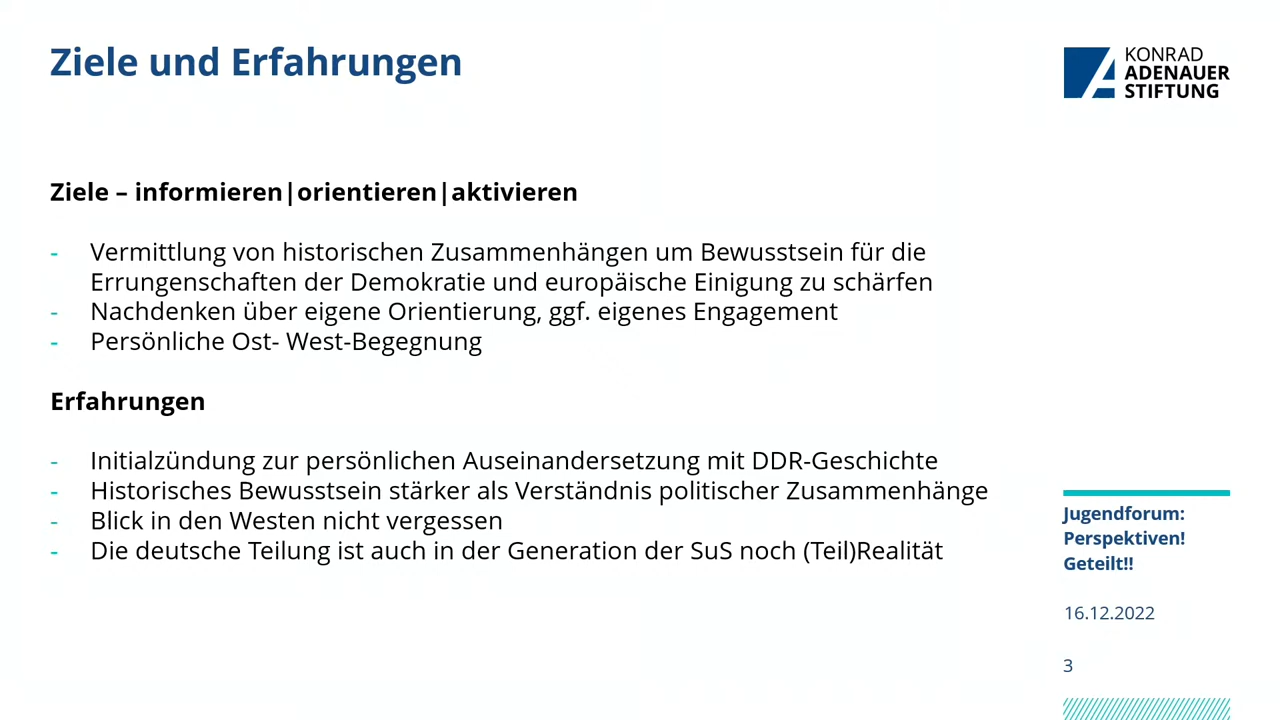 Ziele und Erfahrungen
KONRAD
ADENAUER
STIFTUNG
Ziele – informieren|orientieren|aktivieren
- Vermittlung von historischen Zusammenhängen um Bewusstsein für die
Errungenschaften der Demokratie und europäische Einigung zu schärfen
- Nachdenken über eigene Orientierung, ggf. eigenes Engagement
- Persönliche Ost- West-Begegnung
Erfahrungen
- Initialzündung zur persönlichen Auseinandersetzung mit DDR-Geschichte
- Historisches Bewusstsein stärker als Verständnis politischer Zusammenhänge
- Blick in den Westen nicht vergessen
- Die deutsche Teilung ist auch in der Generation der SuS noch (Teil)Realität
Jugendforum:
Perspektiven!
Geteilt!!
16.12.2022
3